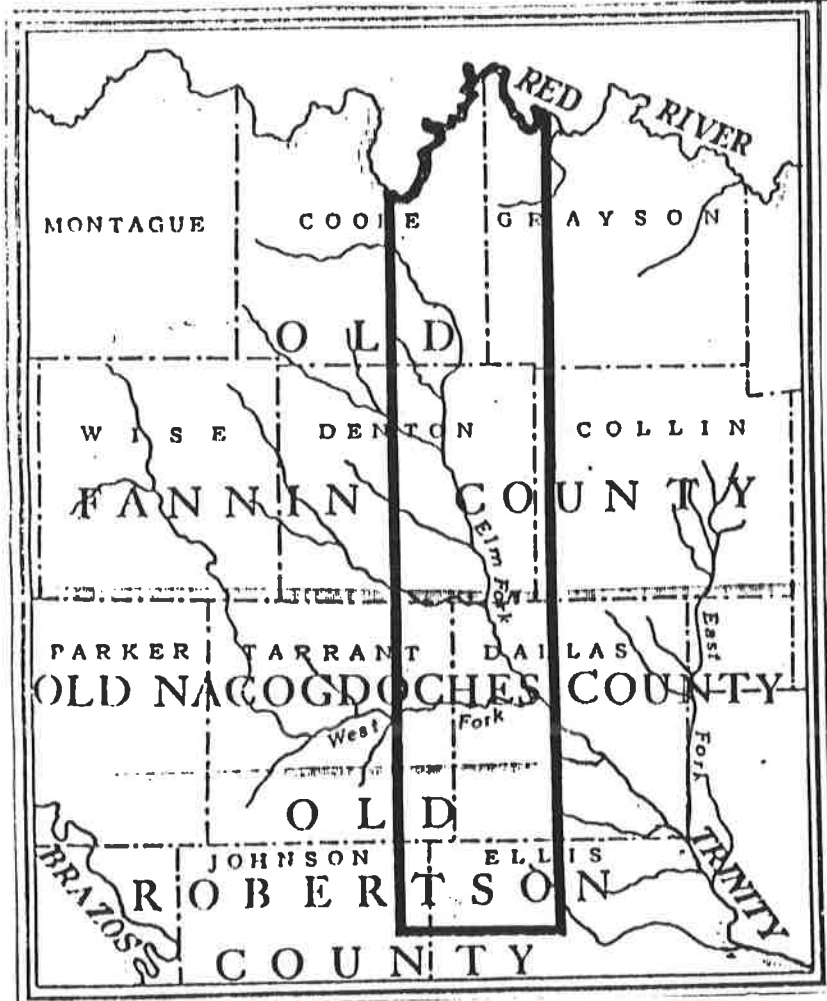 RED RIVER
MONTAGUE COOKE GRAYSON
OLD
WISE DENTON COLLIN
FANNIN COUNTY
Elm Fork
East Fork
PARKER TARRANT DALLAS
OLD NACOGDOCHES COUNTY
West Fork
OLD
JOHNSON ELLIS
ROBERTSON
COUNTY
BRAZOS
TRINITY